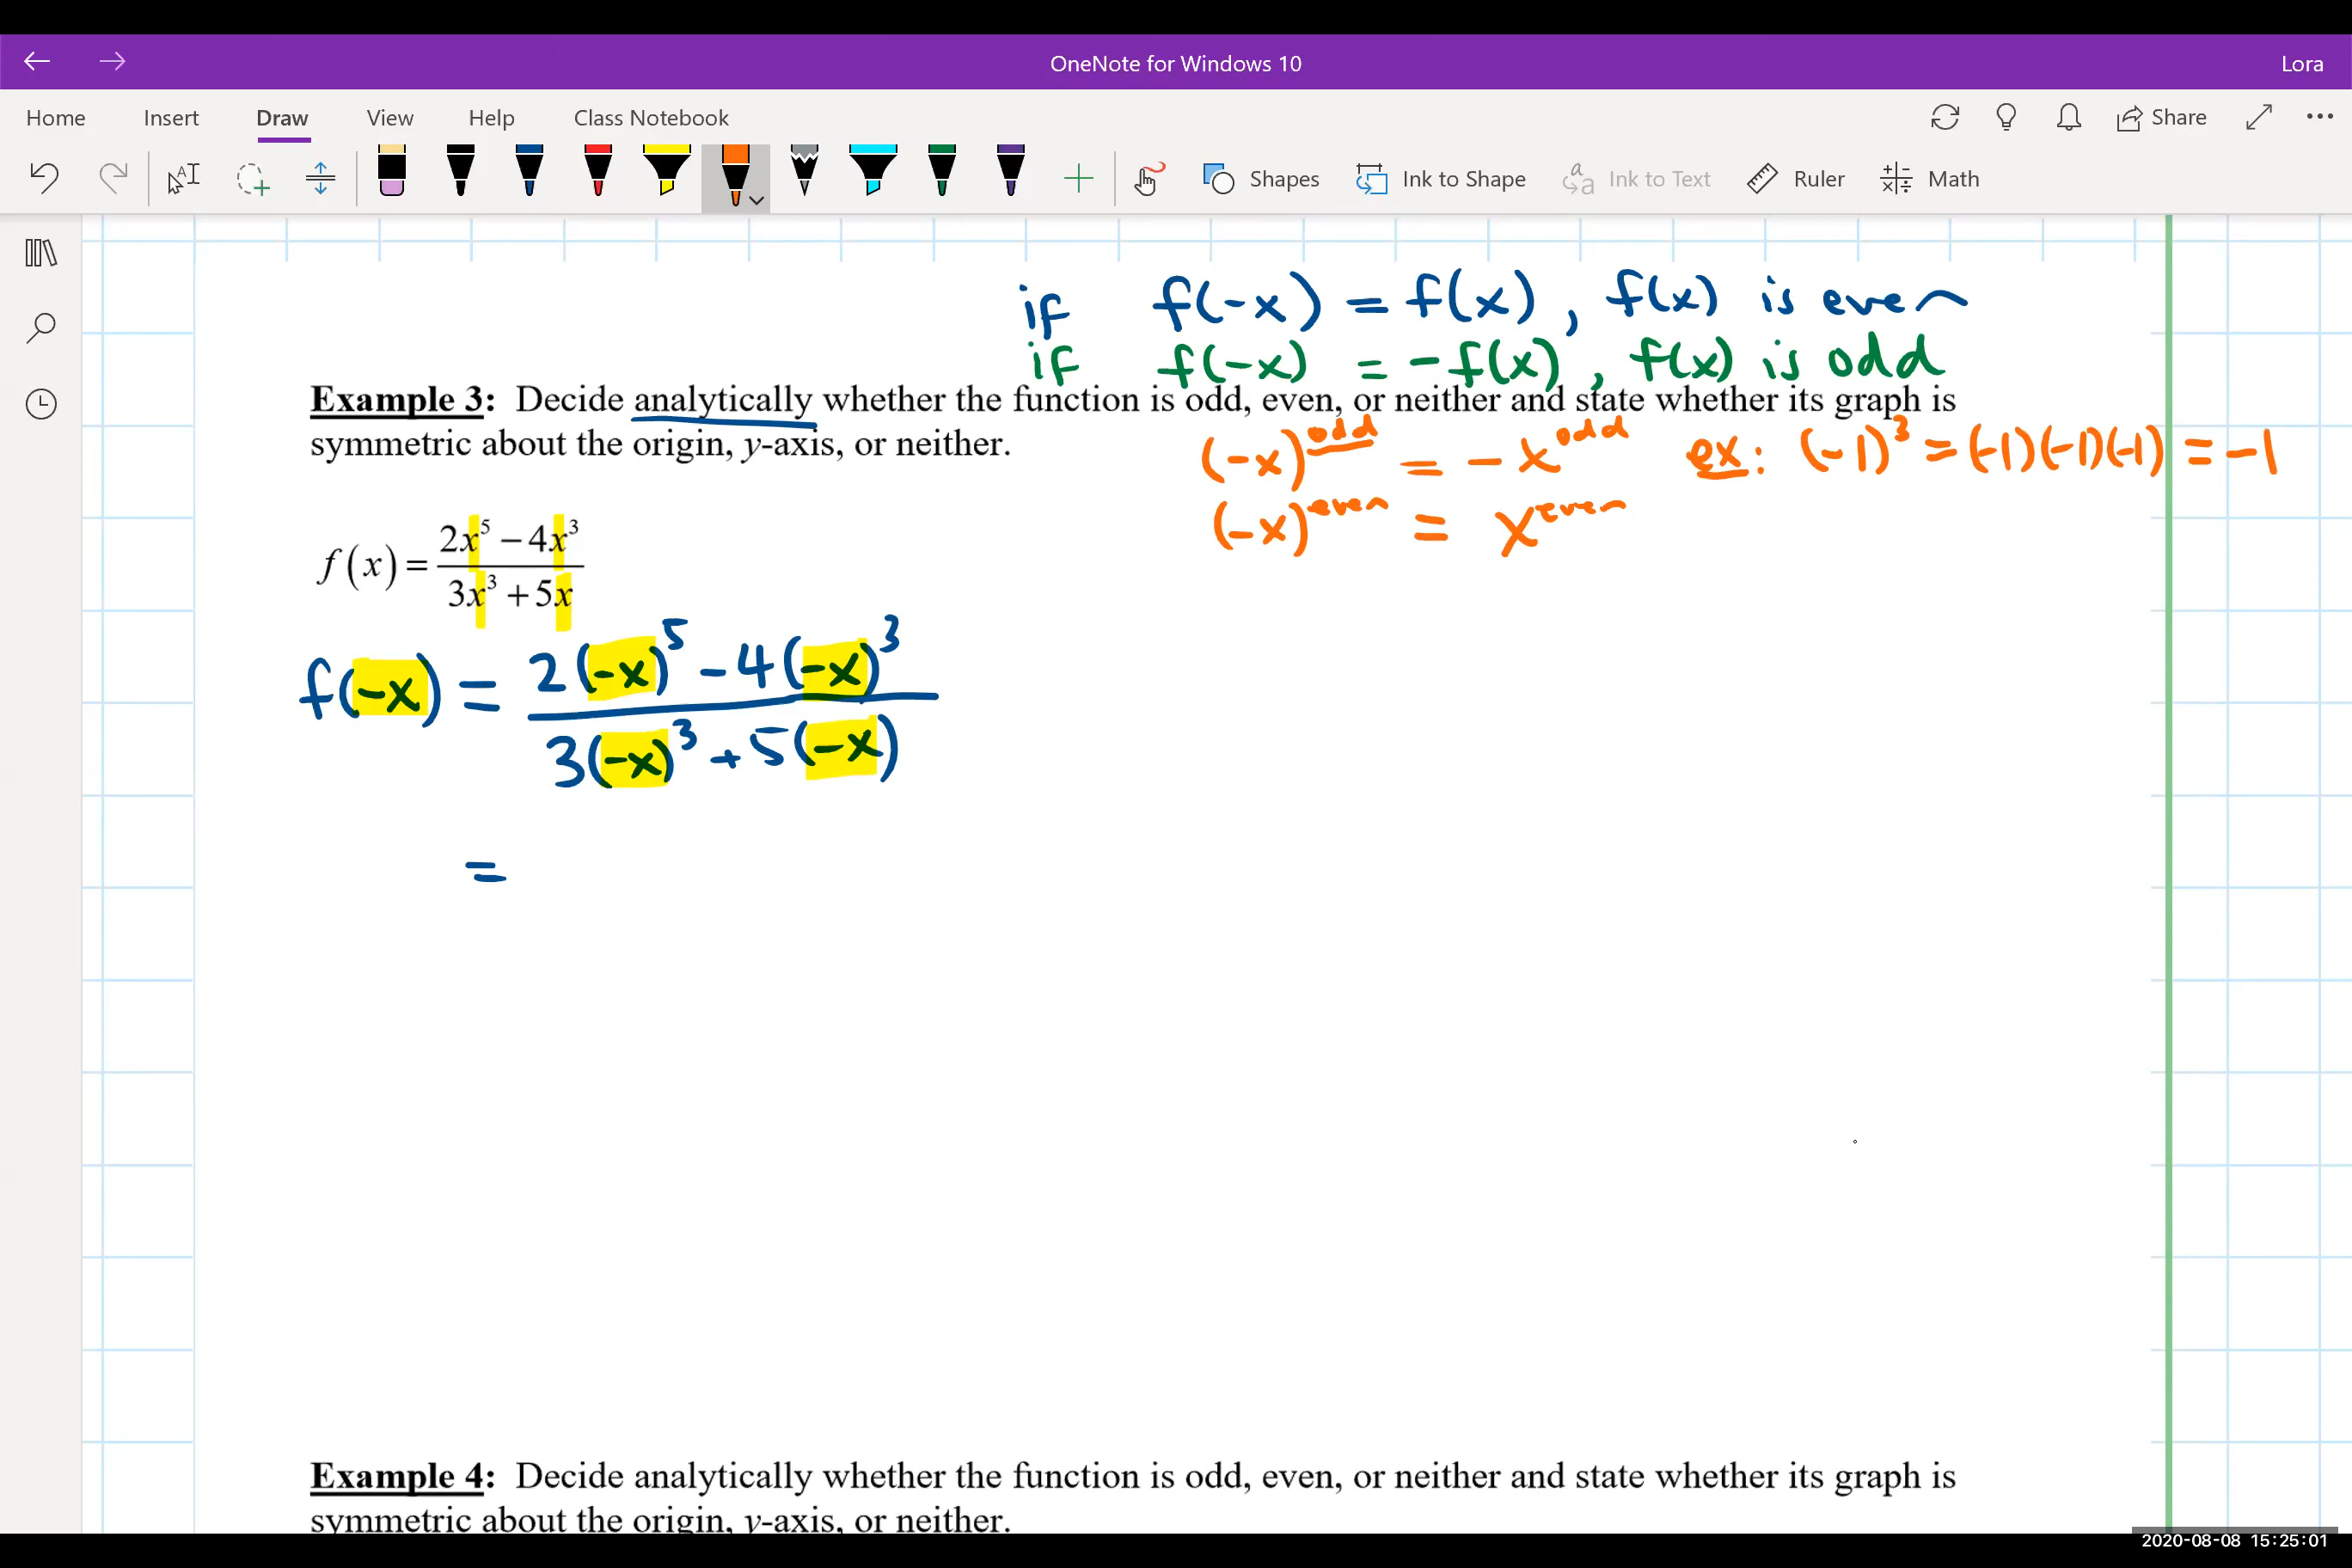 OneNote for Windows 10
Lora
Home Insert Draw View Help Class Notebook Share
Shapes Ink to Shape Ink to Text Ruler Math
if f(-x) = f(x), f(x) is even
if f(-x) = -f(x), f(x) is odd
Example 3: Decide analytically whether the function is odd, even, or neither and state whether its graph is
symmetric about the origin, y-axis, or neither.
(-x)^odd = -x^odd ex: (-1)^3 = (-1)(-1)(-1) = -1
(-x)^even = x^even
f(x) = (2x^5 - 4x^3)/(3x^3 + 5x)
f(-x) = (2(-x)^5 - 4(-x)^3)/(3(-x)^3 + 5(-x))
=
Example 4: Decide analytically whether the function is odd, even, or neither and state whether its graph is
symmetric about the origin, y-axis, or neither.
2020-08-08 15:25:01